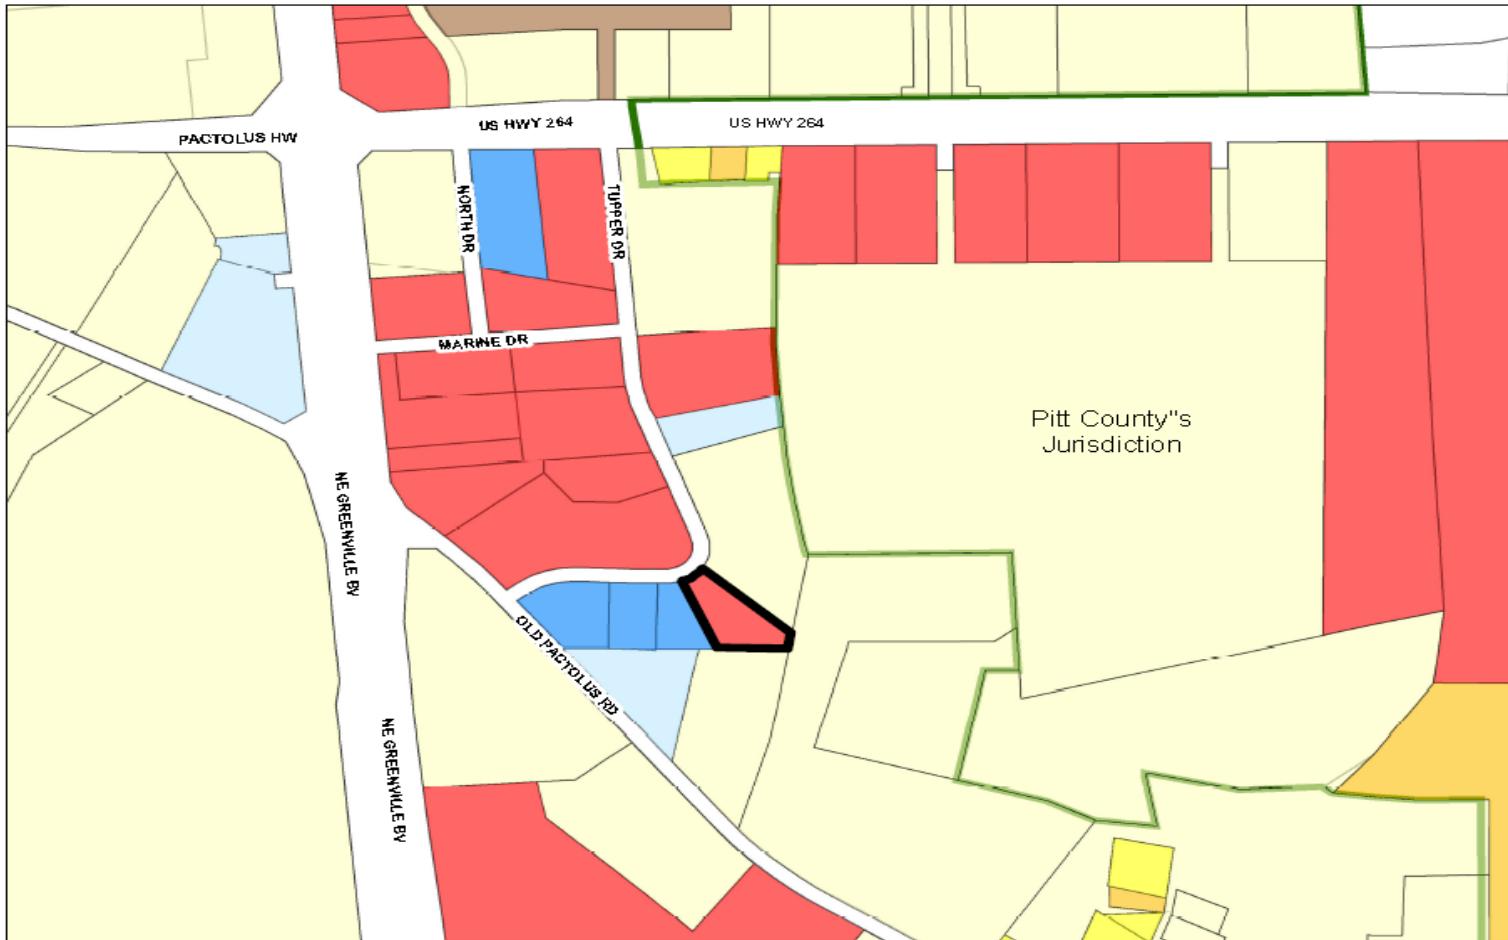 PACTOLUS HW
US HWY 264
US HWY 264
NORTH DR
TUPPER DR
MARINE DR
Pitt County"s
Jurisdiction
NE GREENVILLE BV
OLD PACTOLUS RD
NE GREENVILLE BV